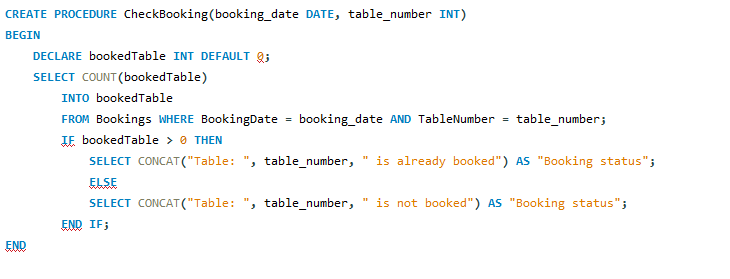 CREATE PROCEDURE CheckBooking(booking_date DATE, table_number INT)
BEGIN
    DECLARE bookedTable INT DEFAULT 0;
    SELECT COUNT(bookedTable)
        INTO bookedTable
        FROM Bookings WHERE BookingDate = booking_date AND TableNumber = table_number;
        IF bookedTable > 0 THEN
            SELECT CONCAT("Table: ", table_number, " is already booked") AS "Booking status";
            ELSE
            SELECT CONCAT("Table: ", table_number, " is not booked") AS "Booking status";
        END IF;
END